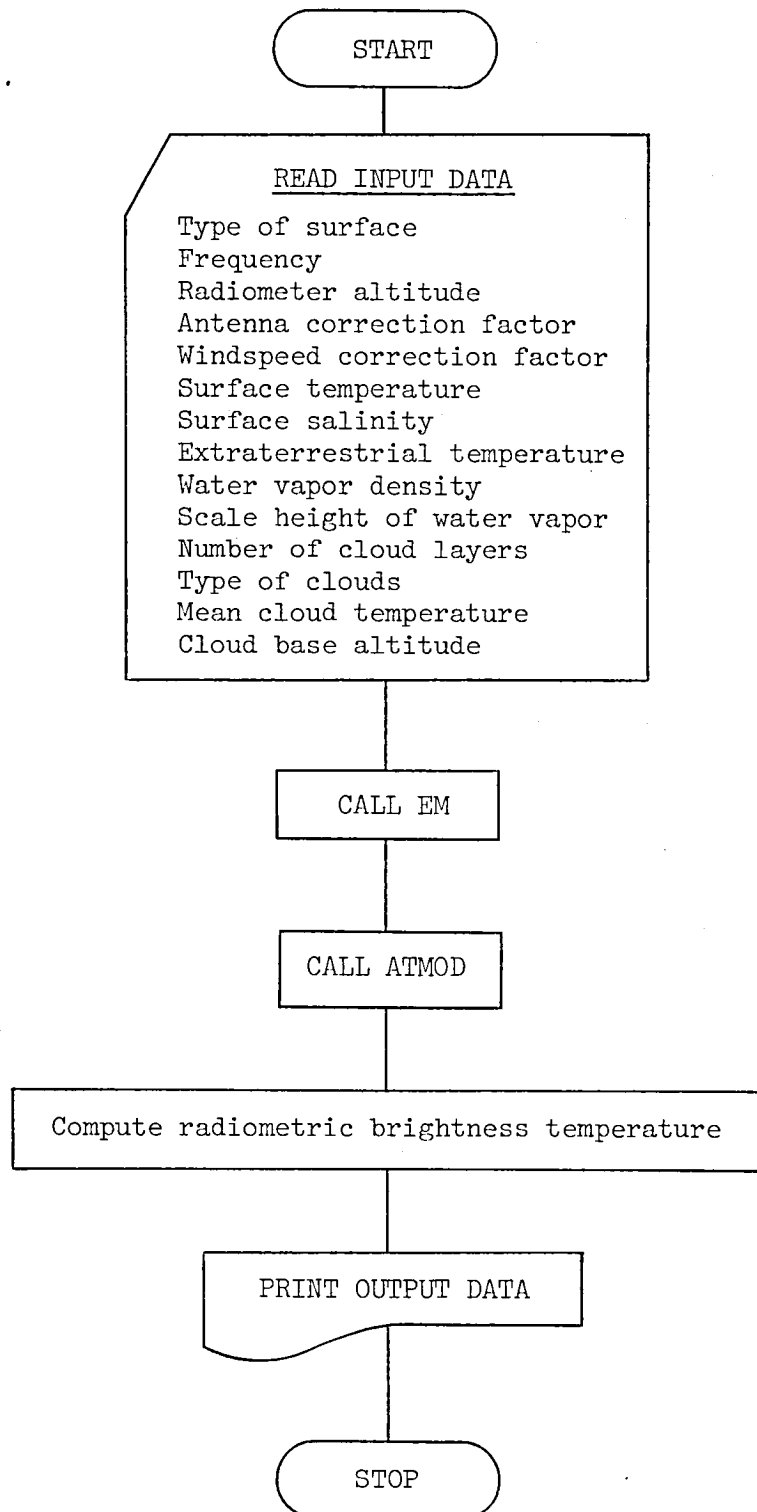 START
READ INPUT DATA
Type of surface
Frequency
Radiometer altitude
Antenna correction factor
Windspeed correction factor
Surface temperature
Surface salinity
Extraterrestrial temperature
Water vapor density
Scale height of water vapor
Number of cloud layers
Type of clouds
Mean cloud temperature
Cloud base altitude
CALL EM
CALL ATMOD
Compute radiometric brightness temperature
PRINT OUTPUT DATA
STOP